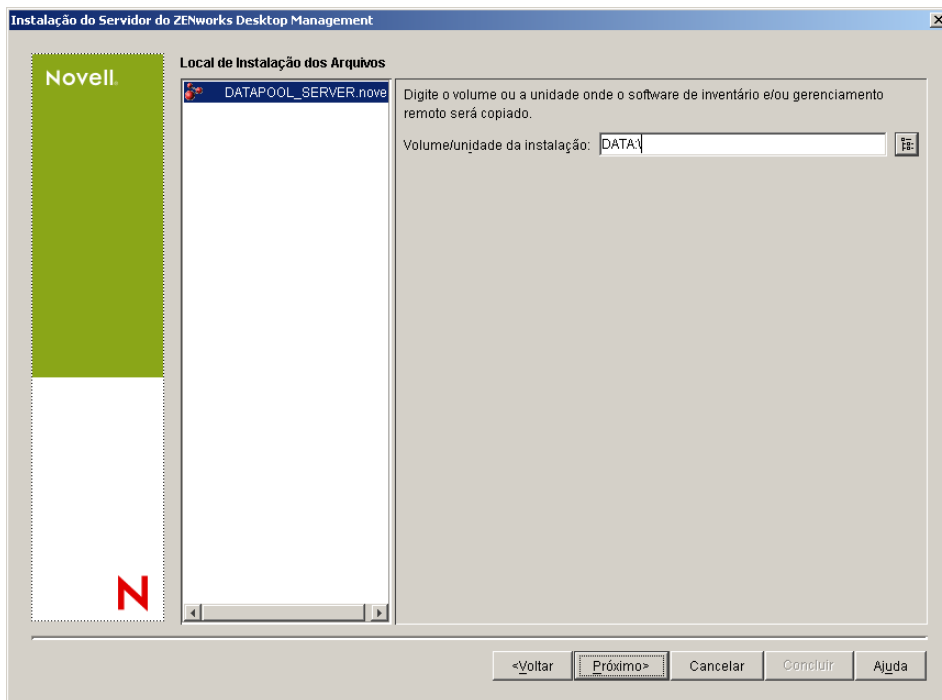 Instalação do Servidor do ZENworks Desktop Management
Novell.
Local de Instalação dos Arquivos
DATAPOOL_SERVER.nove
Digite o volume ou a unidade onde o software de inventário e/ou gerenciamento
remoto será copiado.
Volume/unidade da instalação: DATA:\
N
<Voltar Próximo> Cancelar Concluir Ajuda